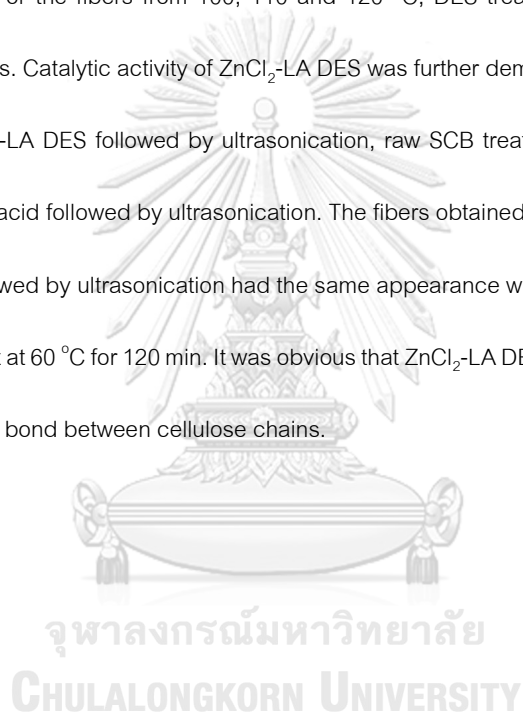 of the fibers from 100, 110 and 120 °C, DES trea
s. Catalytic activity of ZnCl₂-LA DES was further dem
-LA DES followed by ultrasonication, raw SCB treat
acid followed by ultrasonication. The fibers obtained
wed by ultrasonication had the same appearance w
at 60 °C for 120 min. It was obvious that ZnCl₂-LA DE
bond between cellulose chains.
จุฬาลงกรณ์มหาวิทยาลัย
CHULALONGKORN UNIVERSITY